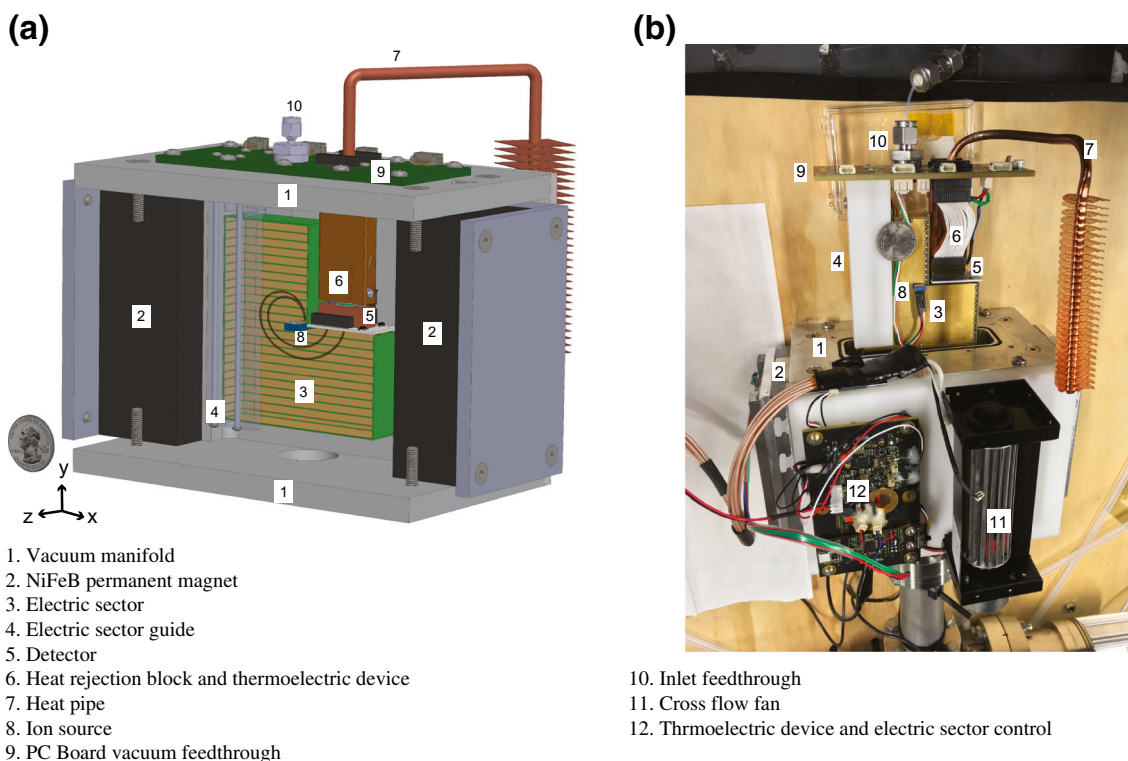 (a)
7
10
9
1
2
6
5
2
8
3
4
1
y
z
x
1. Vacuum manifold
2. NiFeB permanent magnet
3. Electric sector
4. Electric sector guide
5. Detector
6. Heat rejection block and thermoelectric device
7. Heat pipe
8. Ion source
9. PC Board vacuum feedthrough
(b)
10
7
9
6
4
5
8
3
1
2
12
11
10. Inlet feedthrough
11. Cross flow fan
12. Thrmoelectric device and electric sector control